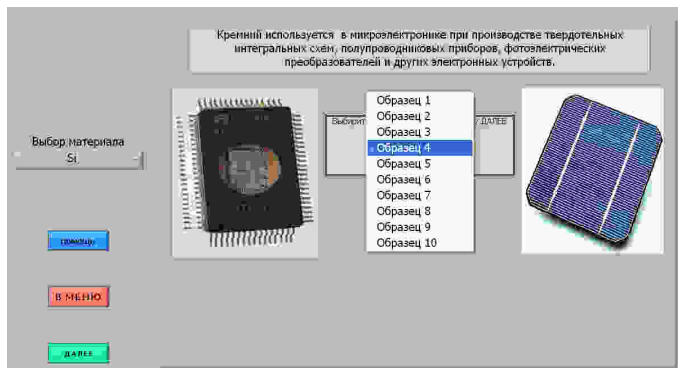 Кремний используется в микроэлектронике при производстве твердотельных
интегральных схем, полупроводниковых приборов, фотоэлектрических
преобразователей и других электронных устройств.
Выбор материала
Si
Выбирит
ДАЛЕЕ
Образец 1
Образец 2
Образец 3
Образец 4
Образец 5
Образец 6
Образец 7
Образец 8
Образец 9
Образец 10
помощь
В МЕНЮ
ДАЛЕЕ